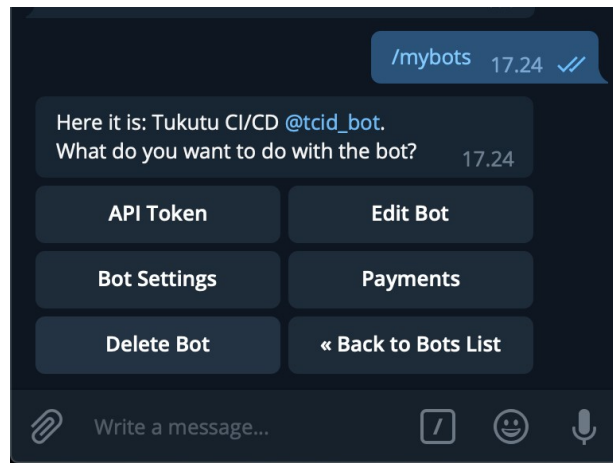 /mybots 17.24
Here it is: Tukutu CI/CD @tcid_bot.
What do you want to do with the bot? 17.24
API Token
Edit Bot
Bot Settings
Payments
Delete Bot
« Back to Bots List
Write a message...